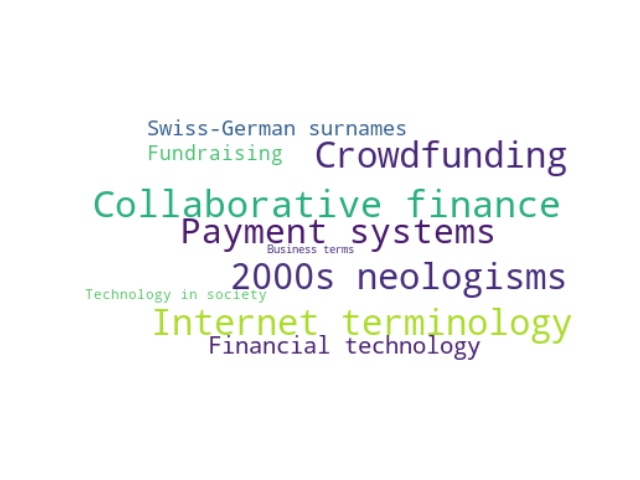 Swiss-German surnames
Fundraising
Crowdfunding
Collaborative finance
Payment systems
Business terms
2000s neologisms
Technology in society
Internet terminology
Financial technology